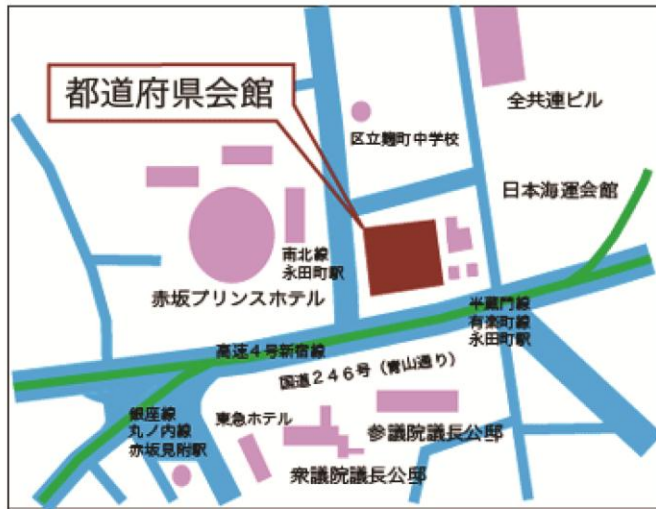 都道府県会館
全共連ビル
区立麹町中学校
日本海運会館
南北線
永田町駅
赤坂プリンスホテル
半蔵門線
有楽町線
永田町駅
高速4号新宿線
国道246号（青山通り）
銀座線
丸ノ内線
赤坂見附駅
東急ホテル
参議院議長公邸
衆議院議長公邸